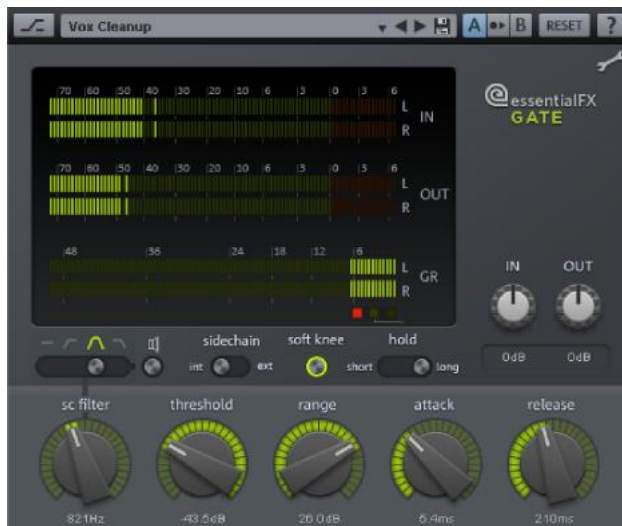 Vox Cleanup A B RESET ?
essentialFX
GATE
70 60 50 40 30 20 10 6 3 0 3 6
L
R
IN
70 60 50 40 30 20 10 6 3 0 3 6
L
R
OUT
48 36 24 18 12 6
L
R
GR
IN OUT
0dB 0dB
sidechain soft knee hold
int ext short long
sc filter threshold range attack release
821Hz -43.5dB 26.0dB 5.4ms 210ms